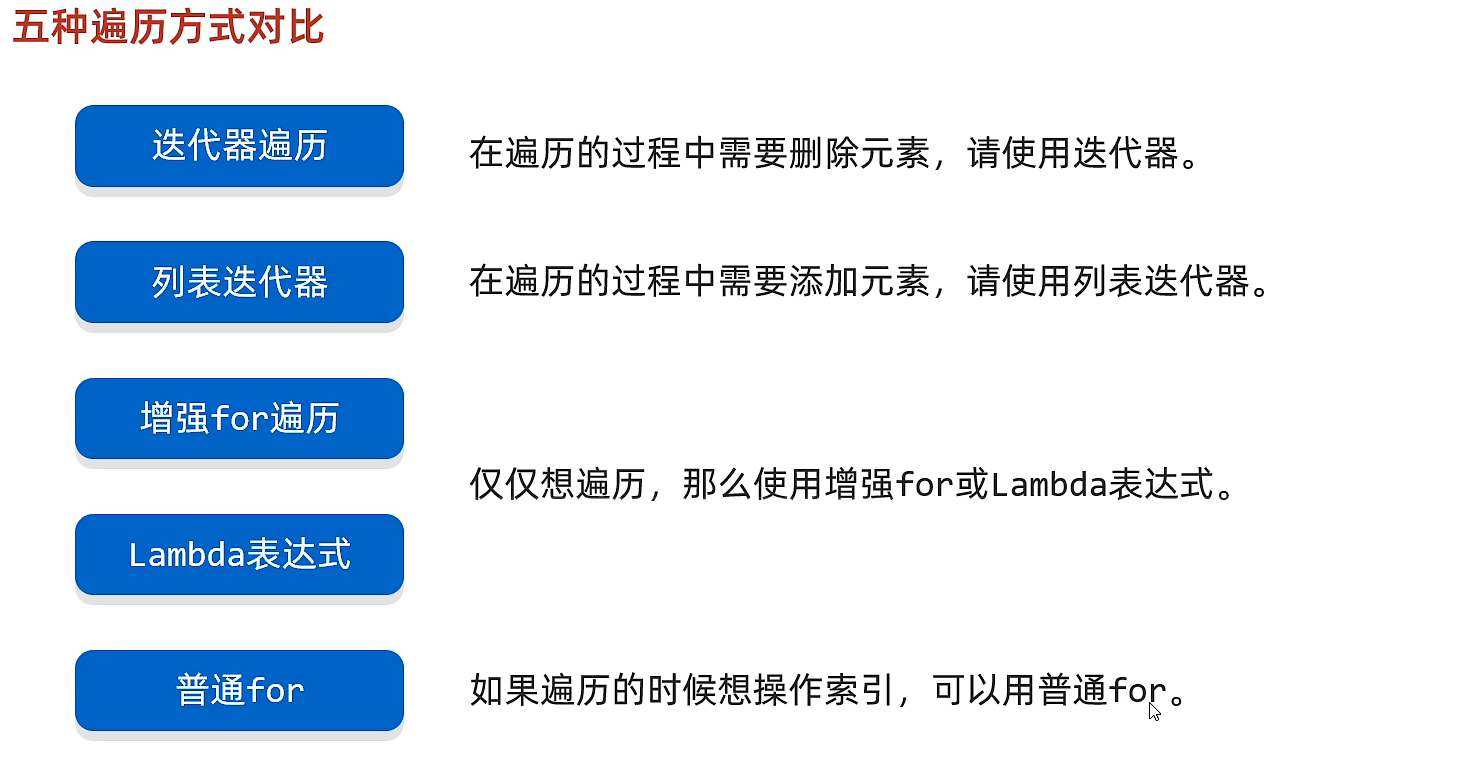 五种遍历方式对比
迭代器遍历
在遍历的过程中需要删除元素，请使用迭代器。
列表迭代器
在遍历的过程中需要添加元素，请使用列表迭代器。
增强for遍历
仅仅想遍历，那么使用增强for或Lambda表达式。
Lambda表达式
普通for
如果遍历的时候想操作索引，可以用普通for。